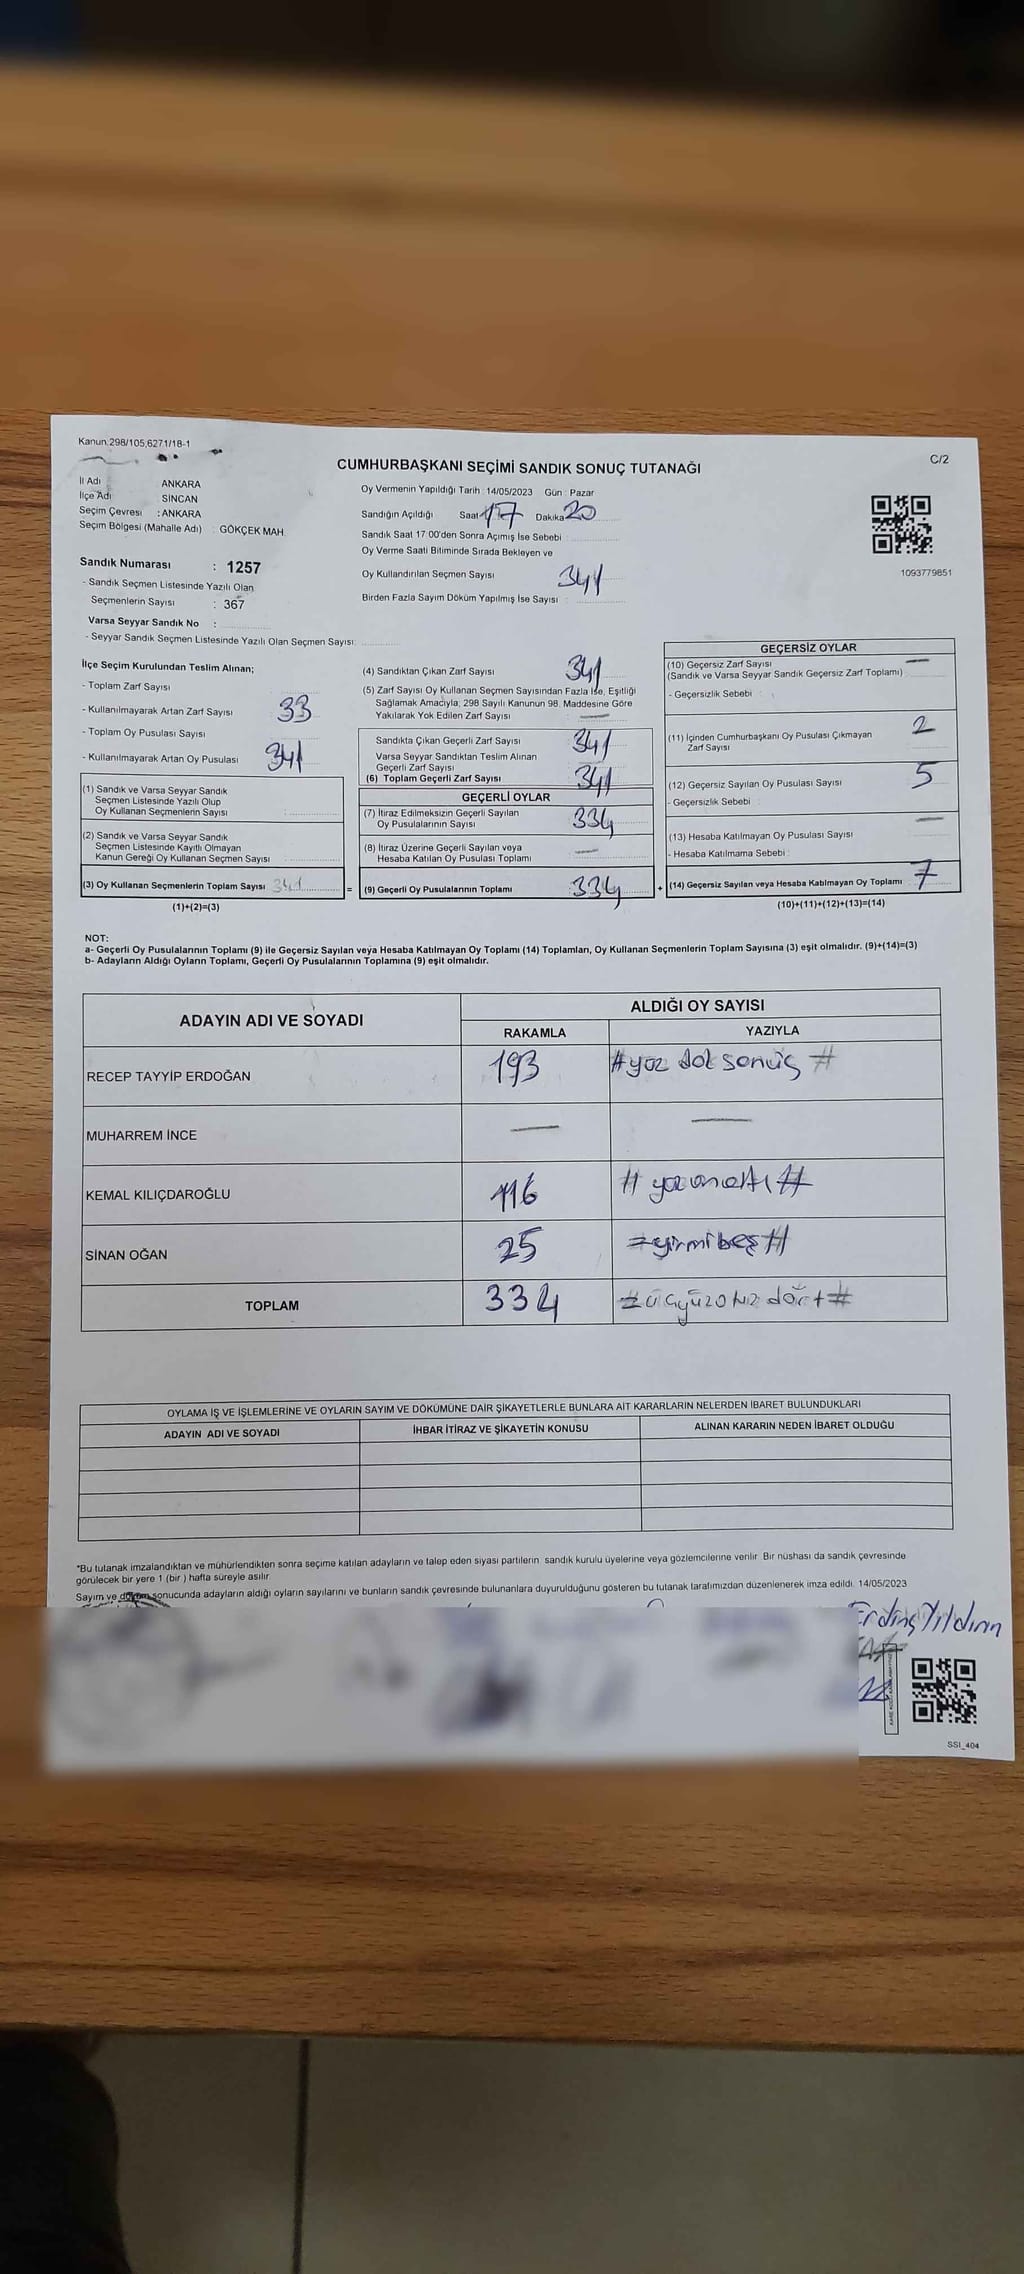 Kanun.298/105,6271/18-1
CUMHURBAŞKANI SEÇİMİ SANDIK SONUÇ TUTANAĞI
C/2
İl Adı ANKARA
İlçe Adı SİNCAN
Seçim Çevresi : ANKARA
Seçim Bölgesi (Mahalle Adı) : GÖKÇEK MAH.
Sandık Numarası : 1257
- Sandık Seçmen Listesinde Yazılı Olan
Seçmenlerin Sayısı : 367
Varsa Seyyar Sandık No :
- Seyyar Sandık Seçmen Listesinde Yazılı Olan Seçmen Sayısı:
Oy Vermenin Yapıldığı Tarih : 14/05/2023 Gün : Pazar
Sandığın Açıldığı Saat 17 Dakika 20
Sandık Saat 17:00'den Sonra Açımış İse Sebebi
Oy Verme Saati Bitiminde Sırada Bekleyen ve
Oy Kullandırılan Seçmen Sayısı 341
Birden Fazla Sayım Döküm Yapılmış İse Sayısı :
1093779851
İlçe Seçim Kurulundan Teslim Alınan;
- Toplam Zarf Sayısı
- Kullanılmayarak Artan Zarf Sayısı 33
- Toplam Oy Pusulası Sayısı
- Kullanılmayarak Artan Oy Pusulası 341
(1) Sandık ve Varsa Seyyar Sandık
Seçmen Listesinde Yazılı Olup
Oy Kullanan Seçmenlerin Sayısı
(2) Sandık ve Varsa Seyyar Sandık
Seçmen Listesinde Kayıtlı Olmayan
Kanun Gereği Oy Kullanan Seçmen Sayısı
(3) Oy Kullanan Seçmenlerin Toplam Sayısı 341 =
(1)+(2)=(3)
(4) Sandıktan Çıkan Zarf Sayısı 341
(5) Zarf Sayısı Oy Kullanan Seçmen Sayısından Fazla İse, Eşitliği
Sağlamak Amacıyla; 298 Sayılı Kanunun 98. Maddesine Göre
Yakılarak Yok Edilen Zarf Sayısı —
Sandıkta Çıkan Geçerli Zarf Sayısı 341
Varsa Seyyar Sandıktan Teslim Alınan
Geçerli Zarf Sayısı
(6) Toplam Geçerli Zarf Sayısı 341
GEÇERLİ OYLAR
(7) İtiraz Edilmeksizin Geçerli Sayılan
Oy Pusulalarının Sayısı 334
(8) İtiraz Üzerine Geçerli Sayılan veya
Hesaba Katılan Oy Pusulası Toplamı —
(9) Geçerli Oy Pusulalarının Toplamı 334 +
GEÇERSİZ OYLAR
(10) Geçersiz Zarf Sayısı —
(Sandık ve Varsa Seyyar Sandık Geçersiz Zarf Toplamı)
- Geçersizlik Sebebi :
(11) İçinden Cumhurbaşkanı Oy Pusulası Çıkmayan 2
Zarf Sayısı
(12) Geçersiz Sayılan Oy Pusulası Sayısı 5
- Geçersizlik Sebebi :
(13) Hesaba Katılmayan Oy Pusulası Sayısı —
- Hesaba Katılmama Sebebi :
(14) Geçersiz Sayılan veya Hesaba Katılmayan Oy Toplamı 7
(10)+(11)+(12)+(13)=(14)
NOT:
a- Geçerli Oy Pusulalarının Toplamı (9) ile Geçersiz Sayılan veya Hesaba Katılmayan Oy Toplamı (14) Toplamları, Oy Kullanan Seçmenlerin Toplam Sayısına (3) eşit olmalıdır. (9)+(14)=(3)
b- Adayların Aldığı Oyların Toplamı, Geçerli Oy Pusulalarının Toplamına (9) eşit olmalıdır.
ADAYIN ADI VE SOYADI ALDIĞI OY SAYISI
RAKAMLA YAZIYLA
RECEP TAYYİP ERDOĞAN 193 #yüz doksanüç #
MUHARREM İNCE — —
KEMAL KILIÇDAROĞLU 116 # yüzonaltı #
SİNAN OĞAN 25 #yirmibeş #
TOPLAM 334 #üçyüzotuzdört#
OYLAMA İŞ VE İŞLEMLERİNE VE OYLARIN SAYIM VE DÖKÜMÜNE DAİR ŞİKAYETLERLE BUNLARA AİT KARARLARIN NELERDEN İBARET BULUNDUKLARI
ADAYIN ADI VE SOYADI İHBAR İTİRAZ VE ŞİKAYETİN KONUSU ALINAN KARARIN NEDEN İBARET OLDUĞU
*Bu tutanak imzalandıktan ve mühürlendikten sonra seçime katılan adayların ve talep eden siyasi partilerin sandık kurulu üyelerine veya gözlemcilerine verilir. Bir nüshası da sandık çevresinde
görülecek bir yere 1 (bir ) hafta süreyle asılır.
Sayım ve döküm sonucunda adayların aldığı oyların sayılarını ve bunların sandık çevresinde bulunanlara duyurulduğunu gösteren bu tutanak tarafımızdan düzenlenerek imza edildi. 14/05/2023
Erdinç Yıldırım
SSI_404